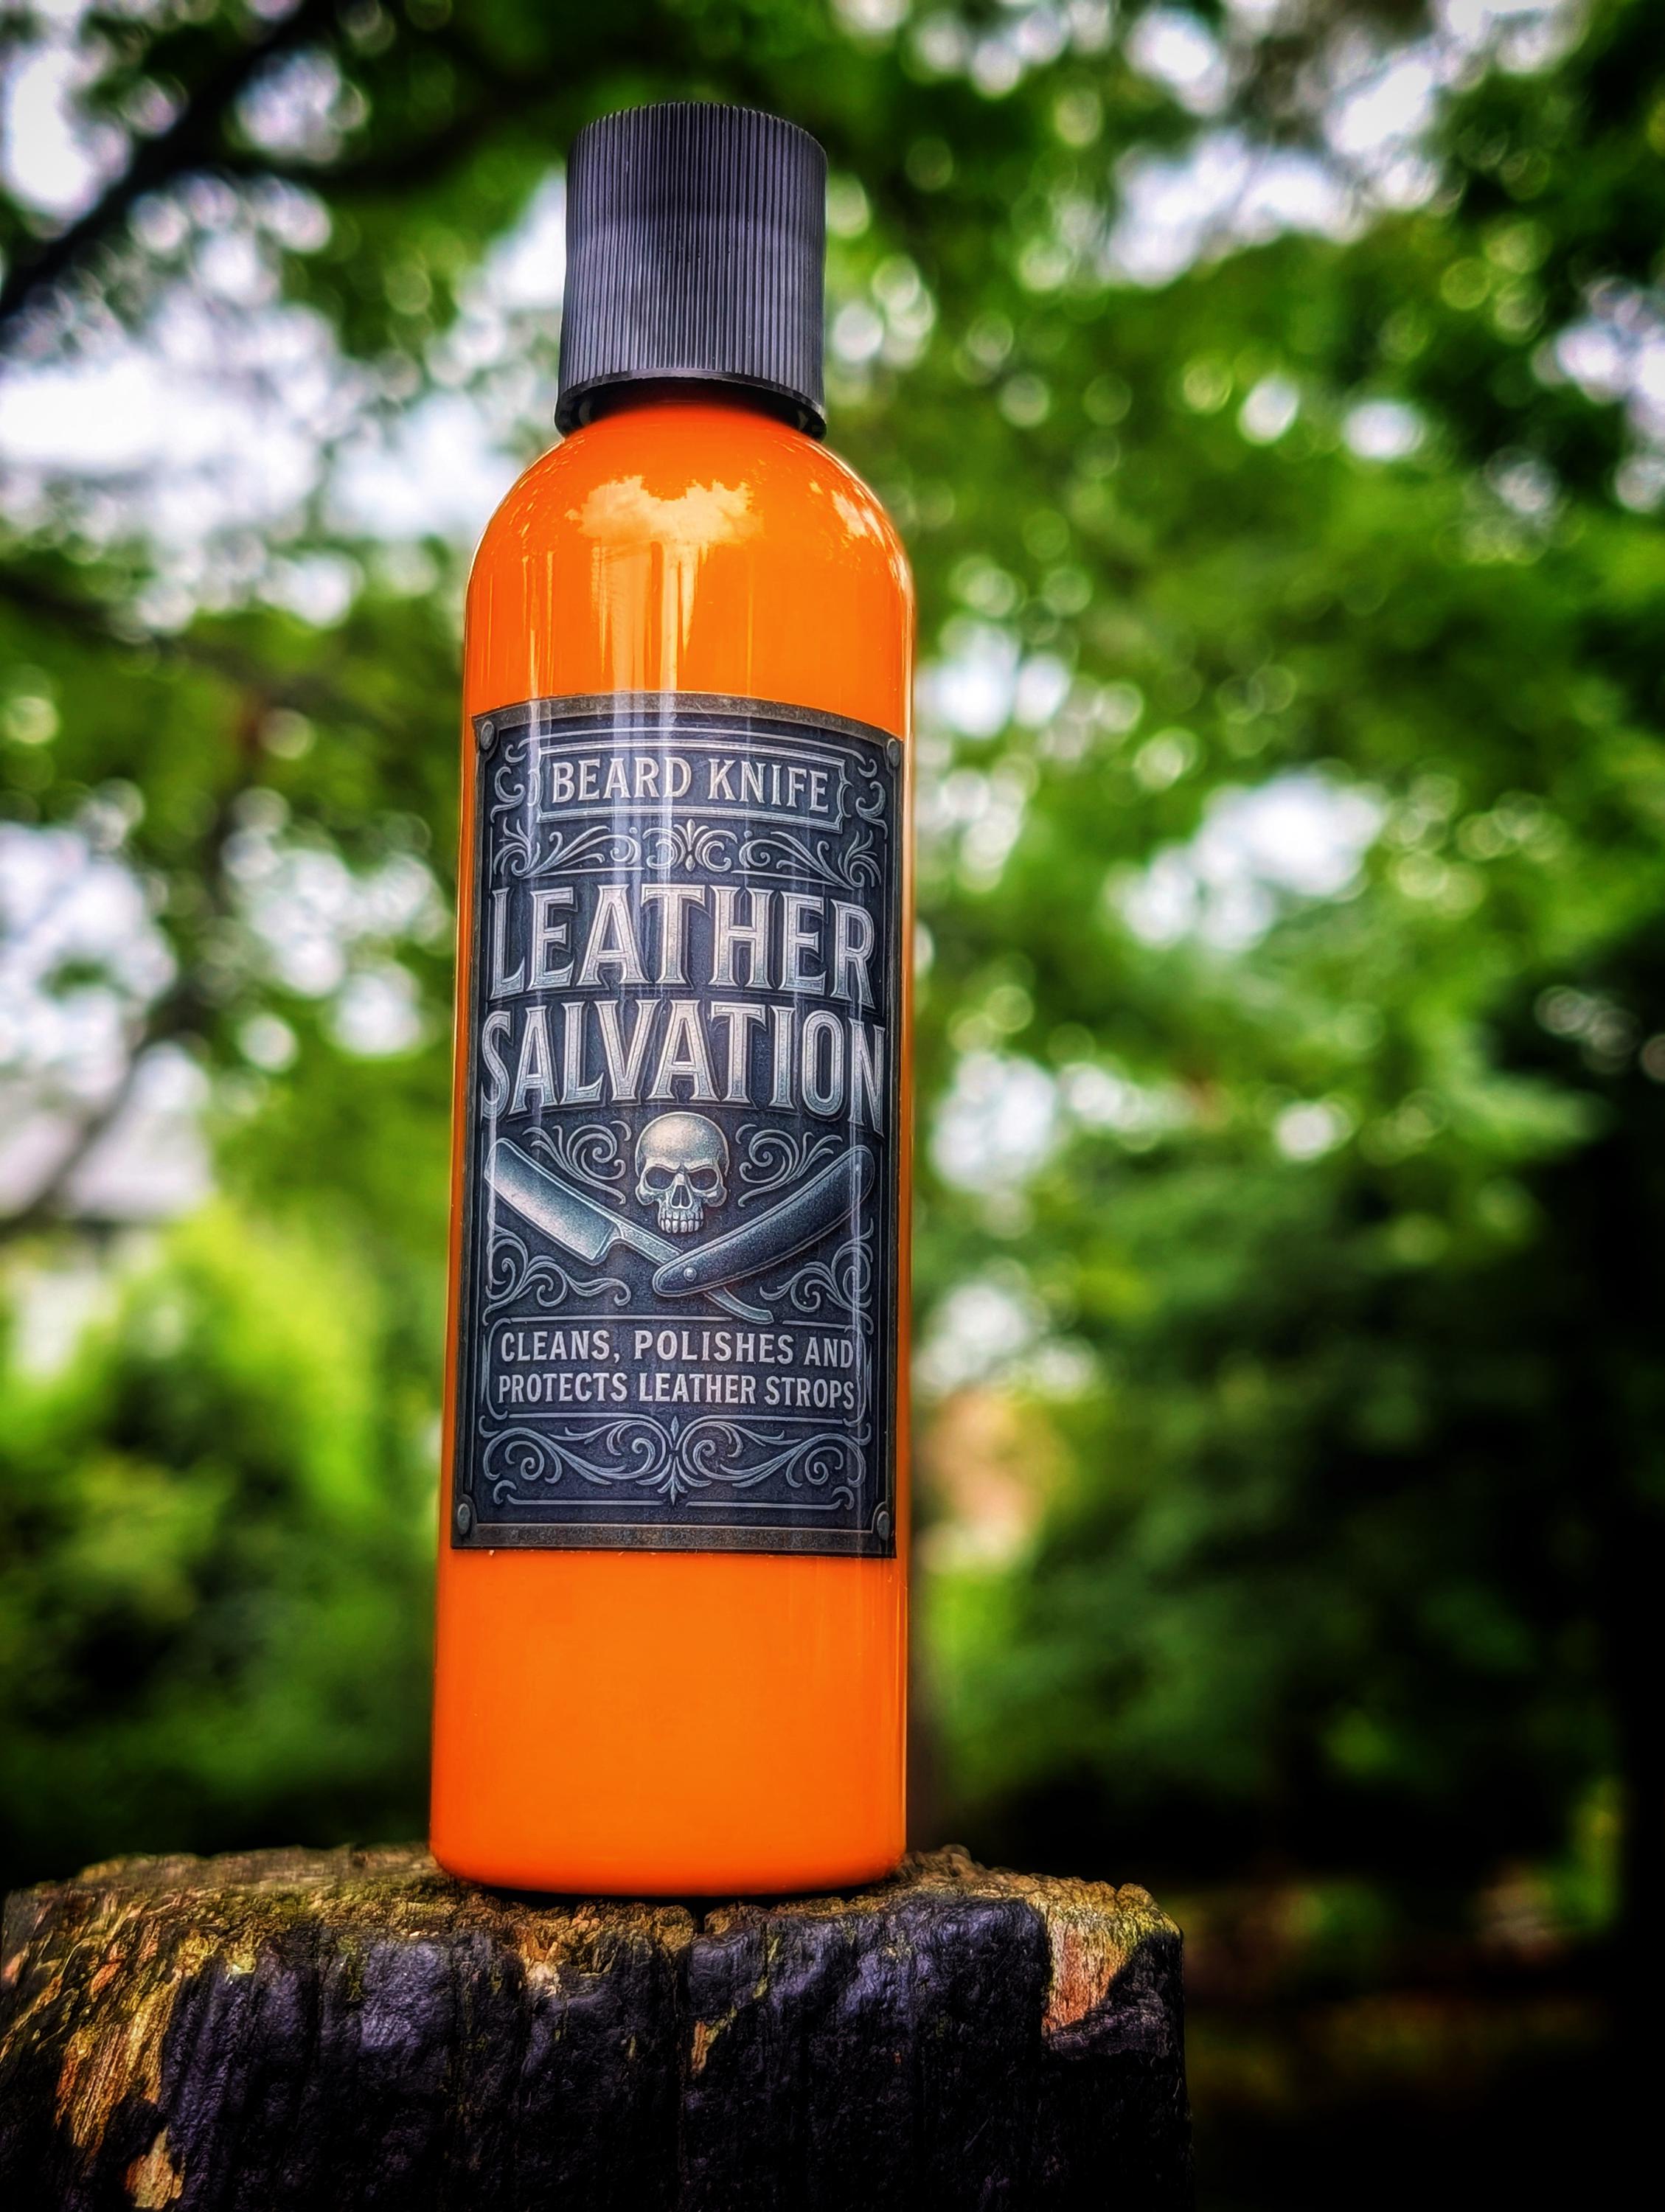 BEARD KNIFE
LEATHER
SALVATION
CLEANS, POLISHES AND
PROTECTS LEATHER STROPS